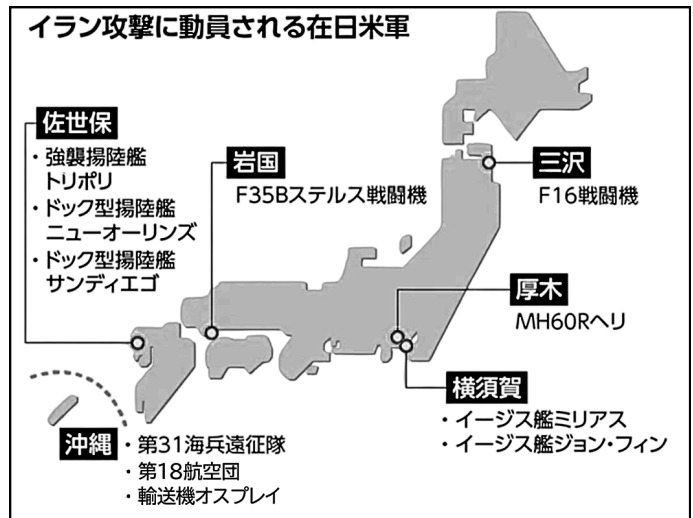 イラン攻撃に動員される在日米軍
佐世保
・強襲揚陸艦
トリポリ
・ドック型揚陸艦
ニューオーリンズ
・ドック型揚陸艦
サンディエゴ
岩国
F35Bステルス戦闘機
三沢
F16戦闘機
厚木
MH60Rヘリ
横須賀
・イージス艦ミリアス
・イージス艦ジョン・フィン
沖縄
・第31海兵遠征隊
・第18航空団
・輸送機オスプレイ